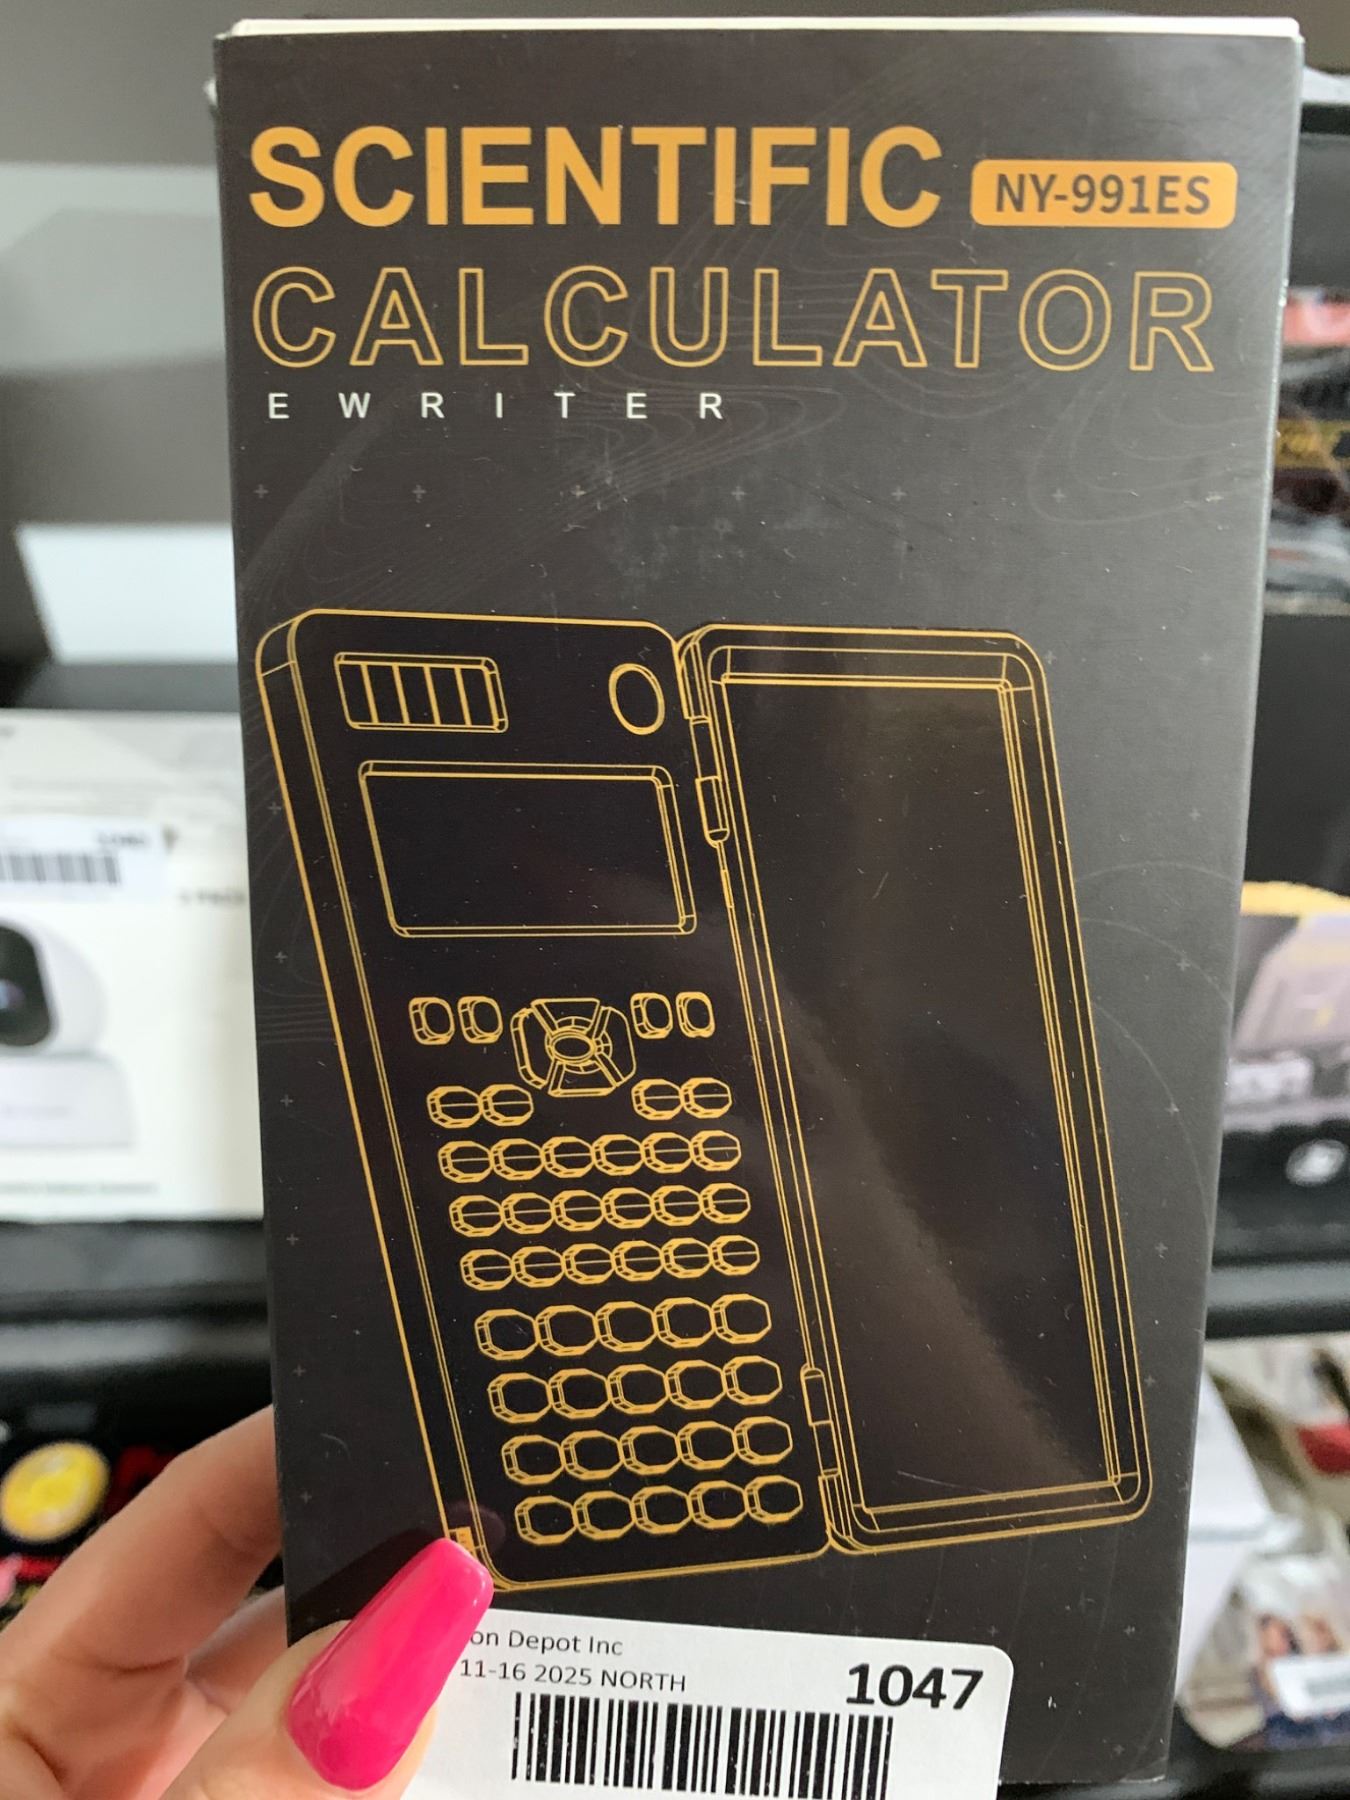 SCIENTIFIC NY-991ES
CALCULATOR
EWRITER
on Depot Inc
11-16 2025 NORTH
1047